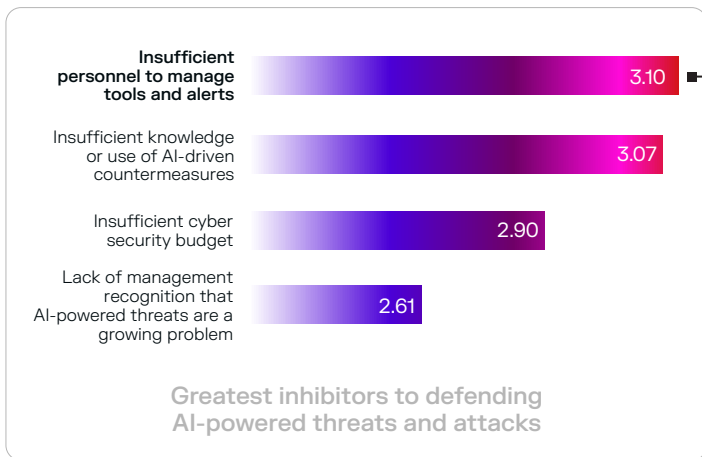 Insufficient
personnel to manage
tools and alerts
3.10
Insufficient knowledge
or use of AI-driven
countermeasures
3.07
Insufficient cyber
security budget
2.90
Lack of management
recognition that
AI-powered threats are a
growing problem
2.61
Greatest inhibitors to defending
AI-powered threats and attacks